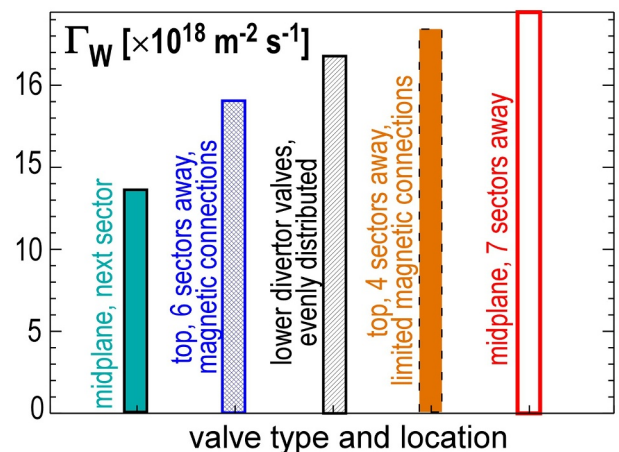 Γ_W [×10^18 m^-2 s^-1]
16
15
10
5
0
midplane, next sector
top, 6 sectors away,
magnetic connections
lower divertor valves,
evenly distributed
top, 4 sectors away,
limited magnetic connections
midplane, 7 sectors away
valve type and location